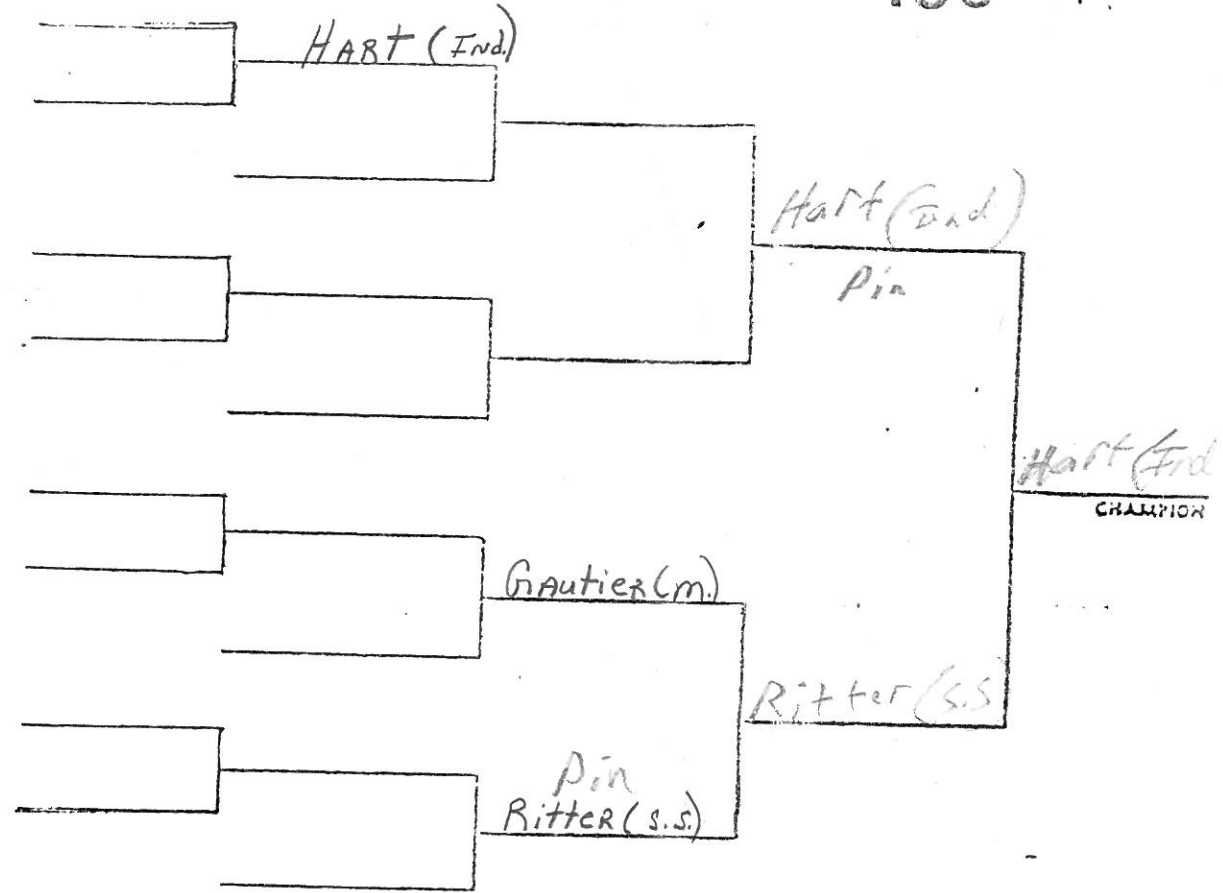 HART (Ind.)
Hart (Ind)
Pin
Hart (Ind
CHAMPION
GAutieR (m.)
Ritter (S.S
Pin
RitteR (s.s.)